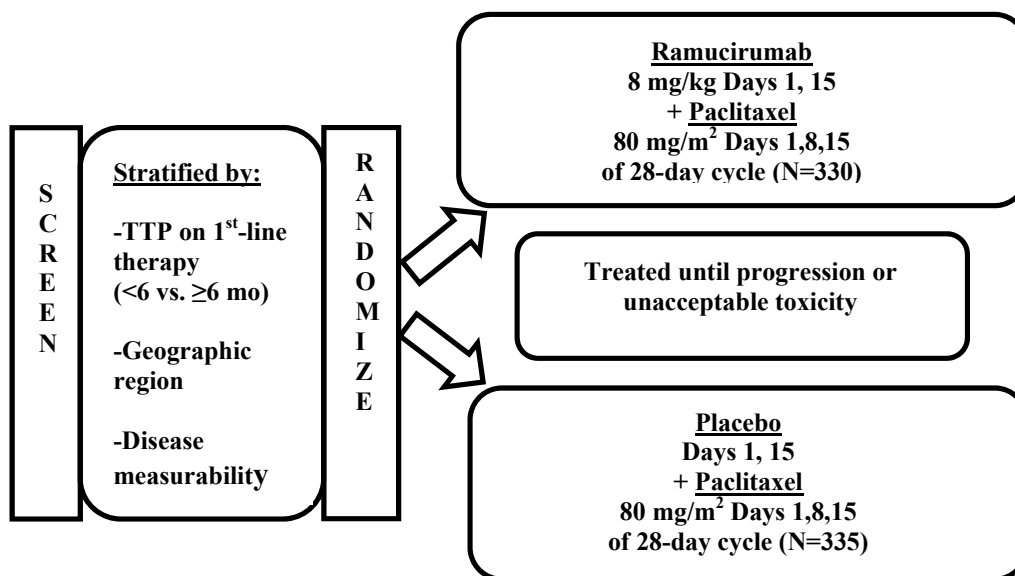 SCREEN
Stratified by:
-TTP on 1st-line
therapy
(<6 vs. ≥6 mo)
-Geographic
region
-Disease
measurability
RANDOMIZE
Ramucirumab
8 mg/kg Days 1, 15
+ Paclitaxel
80 mg/m² Days 1,8,15
of 28-day cycle (N=330)
Treated until progression or
unacceptable toxicity
Placebo
Days 1, 15
+ Paclitaxel
80 mg/m² Days 1,8,15
of 28-day cycle (N=335)